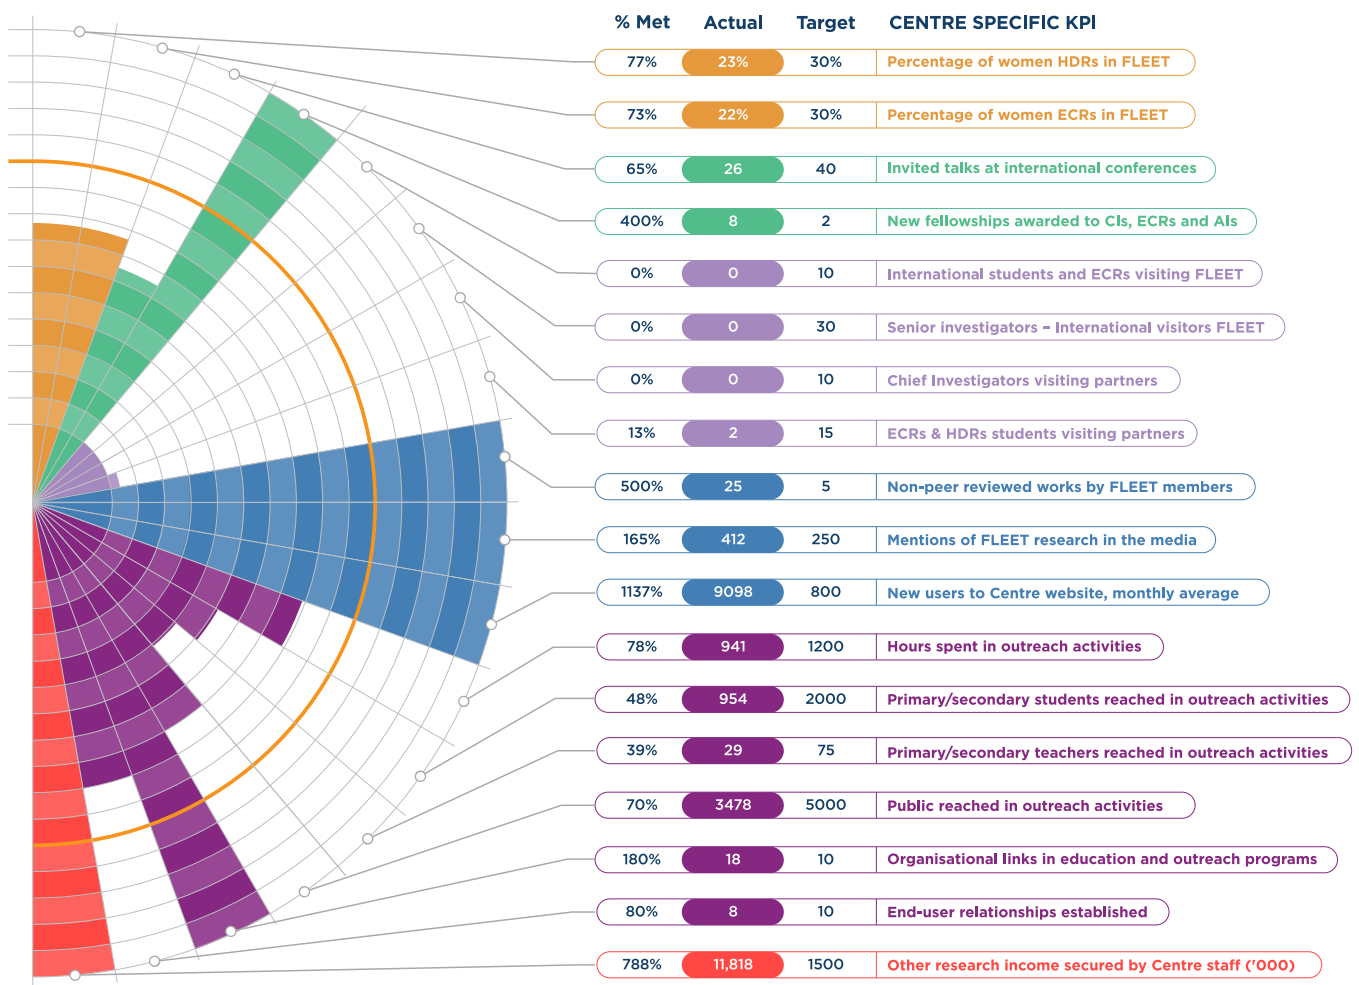 % Met Actual Target CENTRE SPECIFIC KPI
77% 23% 30% Percentage of women HDRs in FLEET
73% 22% 30% Percentage of women ECRs in FLEET
65% 26 40 Invited talks at international conferences
400% 8 2 New fellowships awarded to CIs, ECRs and AIs
0% 0 10 International students and ECRs visiting FLEET
0% 0 30 Senior investigators – International visitors FLEET
0% 0 10 Chief Investigators visiting partners
13% 2 15 ECRs & HDRs students visiting partners
500% 25 5 Non-peer reviewed works by FLEET members
165% 412 250 Mentions of FLEET research in the media
1137% 9098 800 New users to Centre website, monthly average
78% 941 1200 Hours spent in outreach activities
48% 954 2000 Primary/secondary students reached in outreach activities
39% 29 75 Primary/secondary teachers reached in outreach activities
70% 3478 5000 Public reached in outreach activities
180% 18 10 Organisational links in education and outreach programs
80% 8 10 End-user relationships established
788% 11,818 1500 Other research income secured by Centre staff ('000)